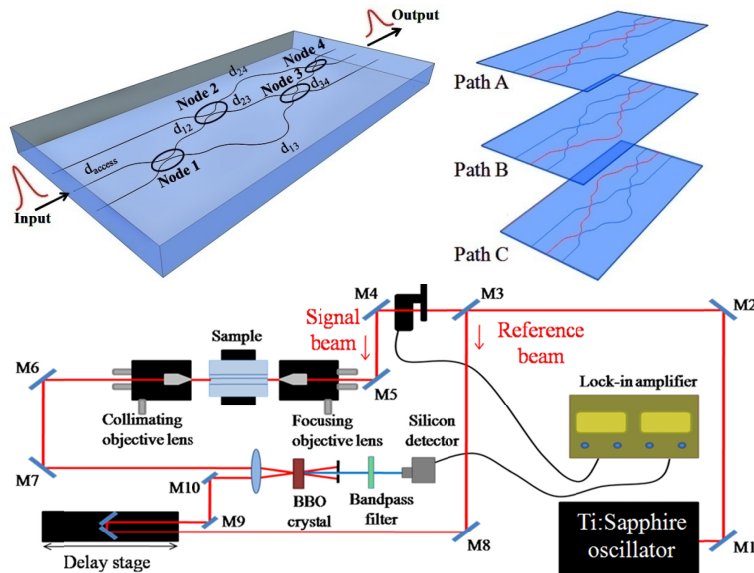 Output
Node 4
d24
Node 2
Node 3
d34
d23
d12
daccess
Node 1
d13
Input
Path A
Path B
Path C
M4
M3
M2
Signal
beam
Reference
beam
Sample
M6
M5
Lock-in amplifier
Collimating
objective lens
Focusing
objective lens
Silicon
detector
M7
M10
BBO
crystal
Bandpass
filter
M9
M8
Ti:Sapphire
oscillator
M1
Delay stage